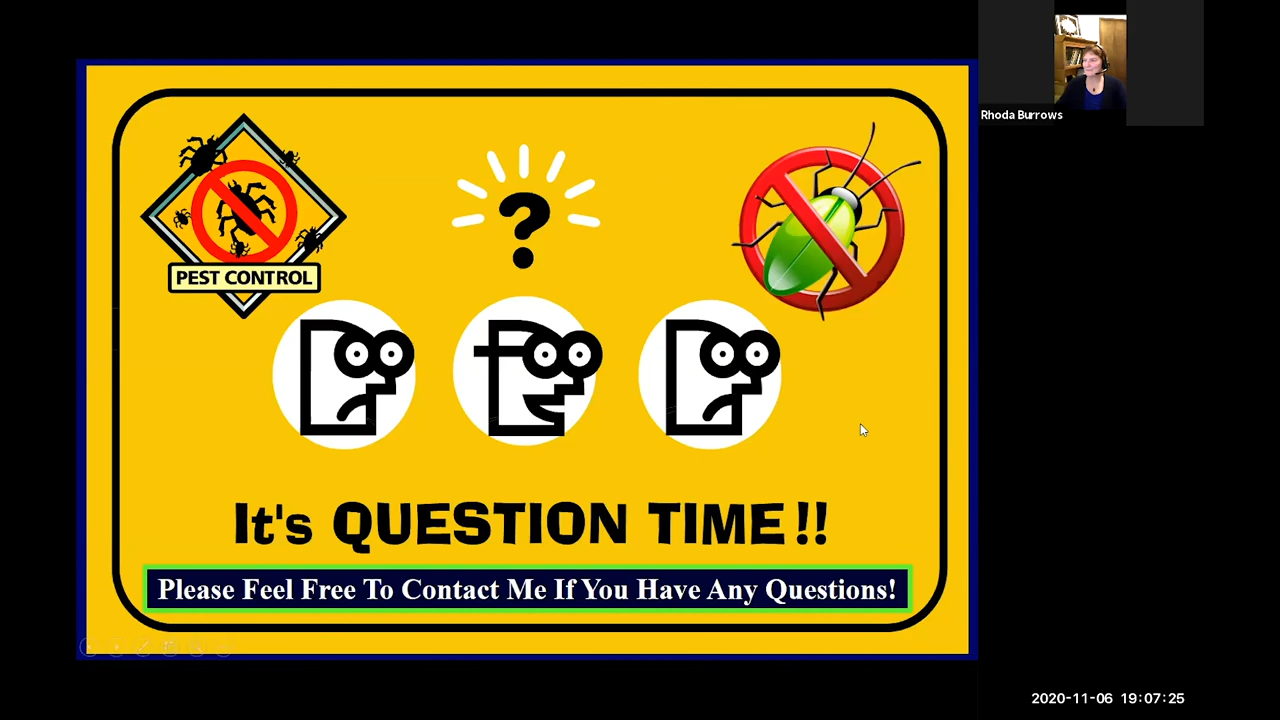 Rhoda Burrows
PEST CONTROL
?
It's QUESTION TIME!!
Please Feel Free To Contact Me If You Have Any Questions!
2020-11-06 19:07:25